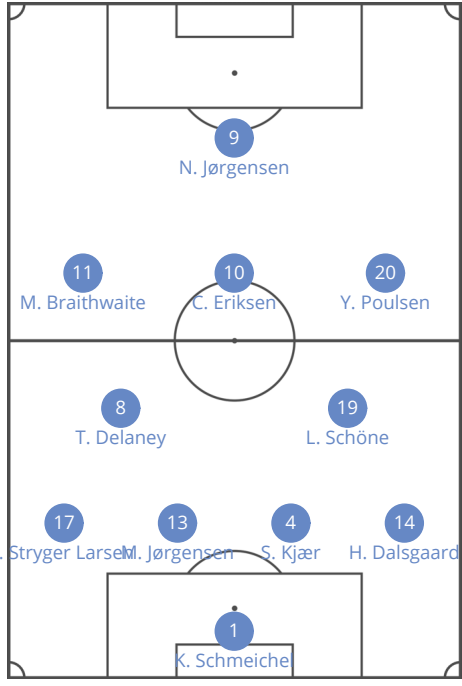 9
N. Jørgensen
11 10 20
M. Braithwaite C. Eriksen Y. Poulsen
8 19
T. Delaney L. Schöne
17 13 4 14
. Stryger Larsen M. Jørgensen S. Kjær H. Dalsgaard
1
K. Schmeichel